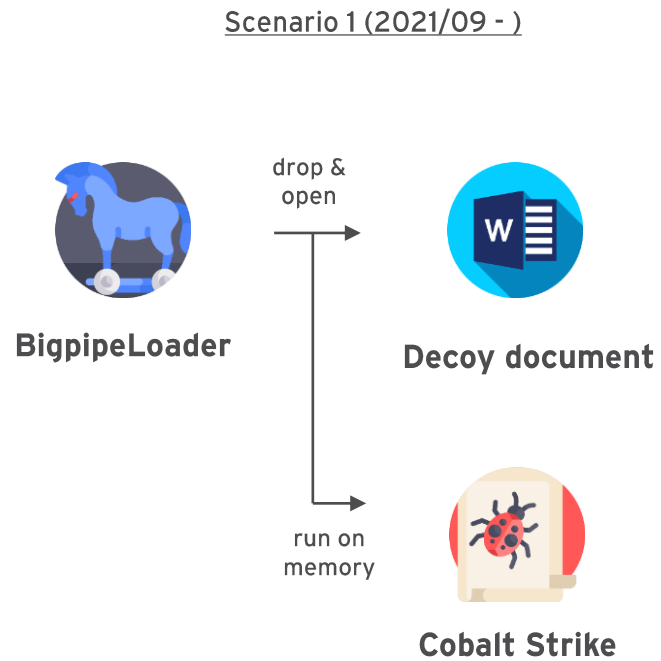 Scenario 1 (2021/09 - )
drop &
open
W
BigpipeLoader
Decoy document
run on
memory
Cobalt Strike